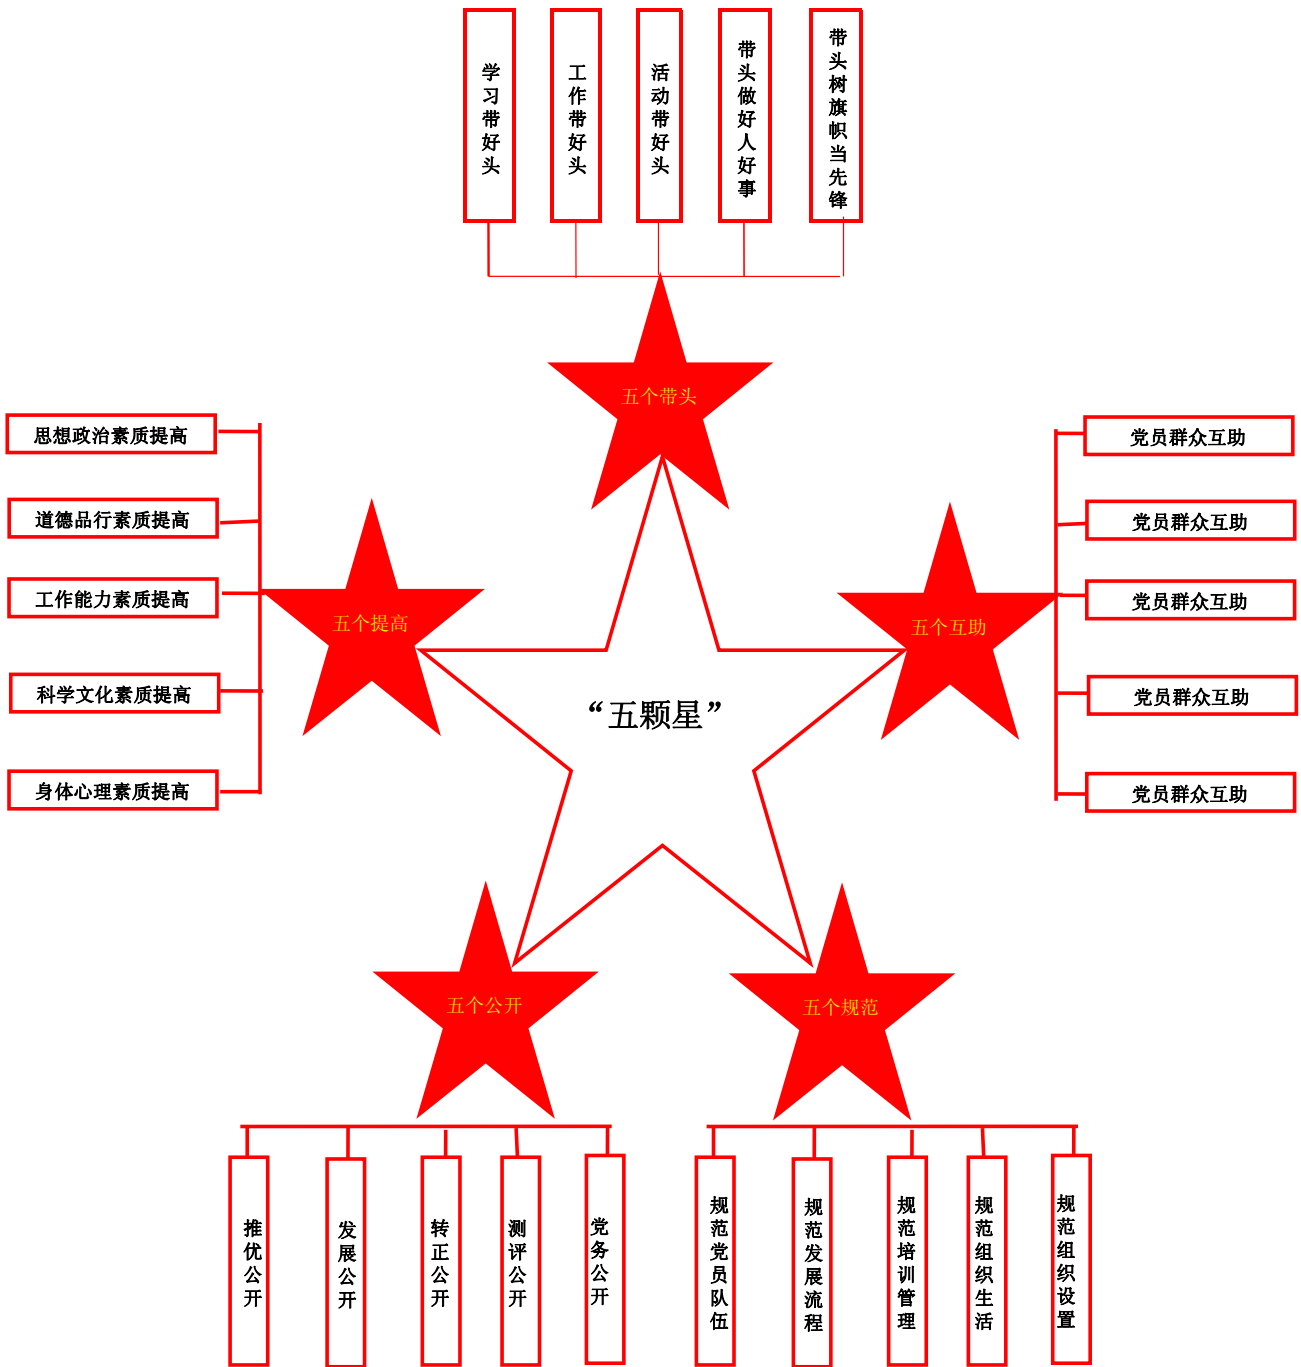 学习带好头
工作带好头
活动带好头
带头做好人好事
带头树旗帜当先锋
五个带头
思想政治素质提高
道德品行素质提高
工作能力素质提高
科学文化素质提高
身体心理素质提高
五个提高
“五颗星”
五个互助
党员群众互助
党员群众互助
党员群众互助
党员群众互助
党员群众互助
五个公开
五个规范
推优公开
发展公开
转正公开
测评公开
党务公开
规范党员队伍
规范发展流程
规范培训管理
规范组织生活
规范组织设置